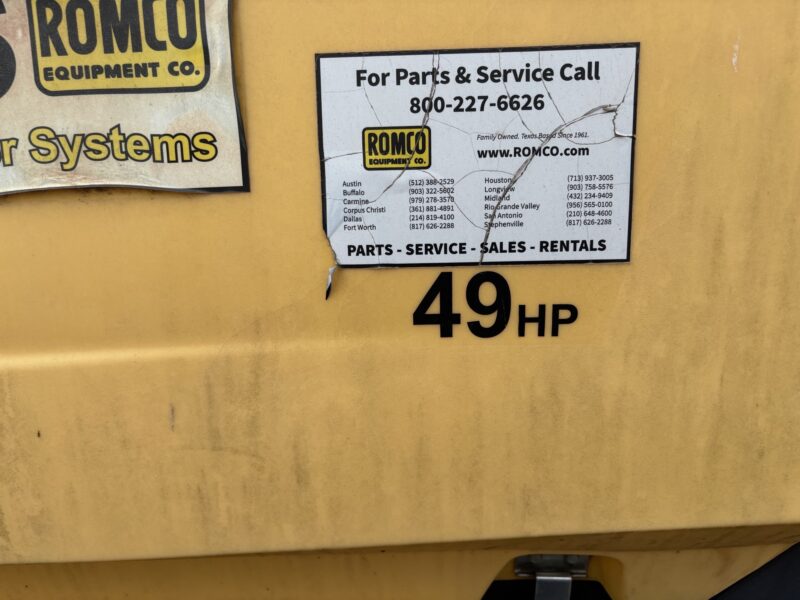 ROMCO
EQUIPMENT CO.
r Systems
For Parts & Service Call
800-227-6626
ROMCO
EQUIPMENT CO.
Family Owned, Texas Based Since 1961.
www.ROMCO.com
Austin (512) 388-2529
Buffalo (903) 322-5802
Carmine (979) 278-3570
Corpus Christi (361) 881-4891
Dallas (214) 819-4100
Fort Worth (817) 626-2288
Houston (713) 937-3005
Longview (903) 758-5576
Midland (432) 234-9409
Rio Grande Valley (956) 565-0100
San Antonio (210) 648-4600
Stephenville (817) 626-2288
PARTS - SERVICE - SALES - RENTALS
49 HP